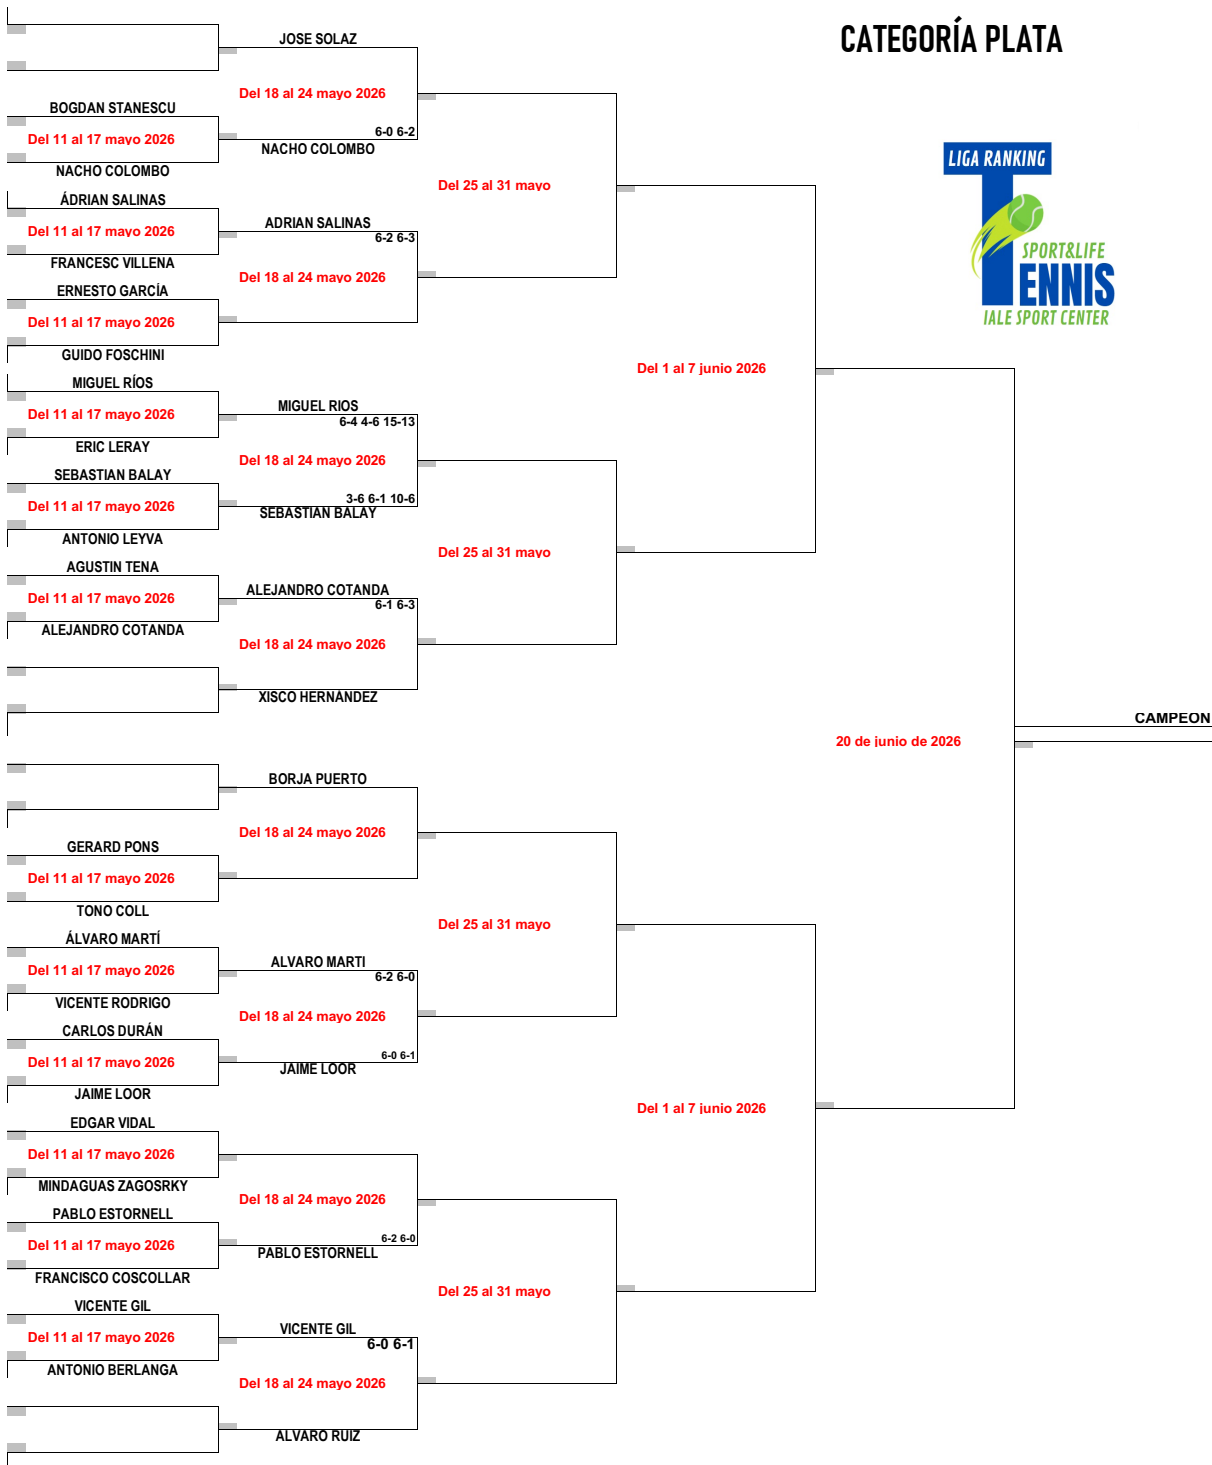 CATEGORÍA PLATA
LIGA RANKING
SPORT&LIFE
TENNIS
IALE SPORT CENTER
JOSE SOLAZ
Del 18 al 24 mayo 2026
BOGDAN STANESCU
Del 11 al 17 mayo 2026
6-0 6-2
NACHO COLOMBO
NACHO COLOMBO
Del 25 al 31 mayo
ÁDRIAN SALINAS
Del 11 al 17 mayo 2026
ADRIAN SALINAS
6-2 6-3
FRANCESC VILLENA
Del 18 al 24 mayo 2026
ERNESTO GARCÍA
Del 11 al 17 mayo 2026
GUIDO FOSCHINI
Del 1 al 7 junio 2026
MIGUEL RÍOS
Del 11 al 17 mayo 2026
MIGUEL RIOS
6-4 4-6 15-13
ERIC LERAY
Del 18 al 24 mayo 2026
SEBASTIAN BALAY
Del 11 al 17 mayo 2026
3-6 6-1 10-6
SEBASTIAN BALAY
ANTONIO LEYVA
Del 25 al 31 mayo
AGUSTIN TENA
Del 11 al 17 mayo 2026
ALEJANDRO COTANDA
6-1 6-3
ALEJANDRO COTANDA
Del 18 al 24 mayo 2026
XISCO HERNANDEZ
CAMPEON
20 de junio de 2026
BORJA PUERTO
Del 18 al 24 mayo 2026
GERARD PONS
Del 11 al 17 mayo 2026
TONO COLL
Del 25 al 31 mayo
ÁLVARO MARTÍ
Del 11 al 17 mayo 2026
ALVARO MARTI
6-2 6-0
VICENTE RODRIGO
Del 18 al 24 mayo 2026
CARLOS DURÁN
Del 11 al 17 mayo 2026
6-0 6-1
JAIME LOOR
JAIME LOOR
Del 1 al 7 junio 2026
EDGAR VIDAL
Del 11 al 17 mayo 2026
MINDAGUAS ZAGOSRKY
Del 18 al 24 mayo 2026
PABLO ESTORNELL
Del 11 al 17 mayo 2026
6-2 6-0
PABLO ESTORNELL
FRANCISCO COSCOLLAR
Del 25 al 31 mayo
VICENTE GIL
Del 11 al 17 mayo 2026
VICENTE GIL
6-0 6-1
ANTONIO BERLANGA
Del 18 al 24 mayo 2026
ALVARO RUIZ